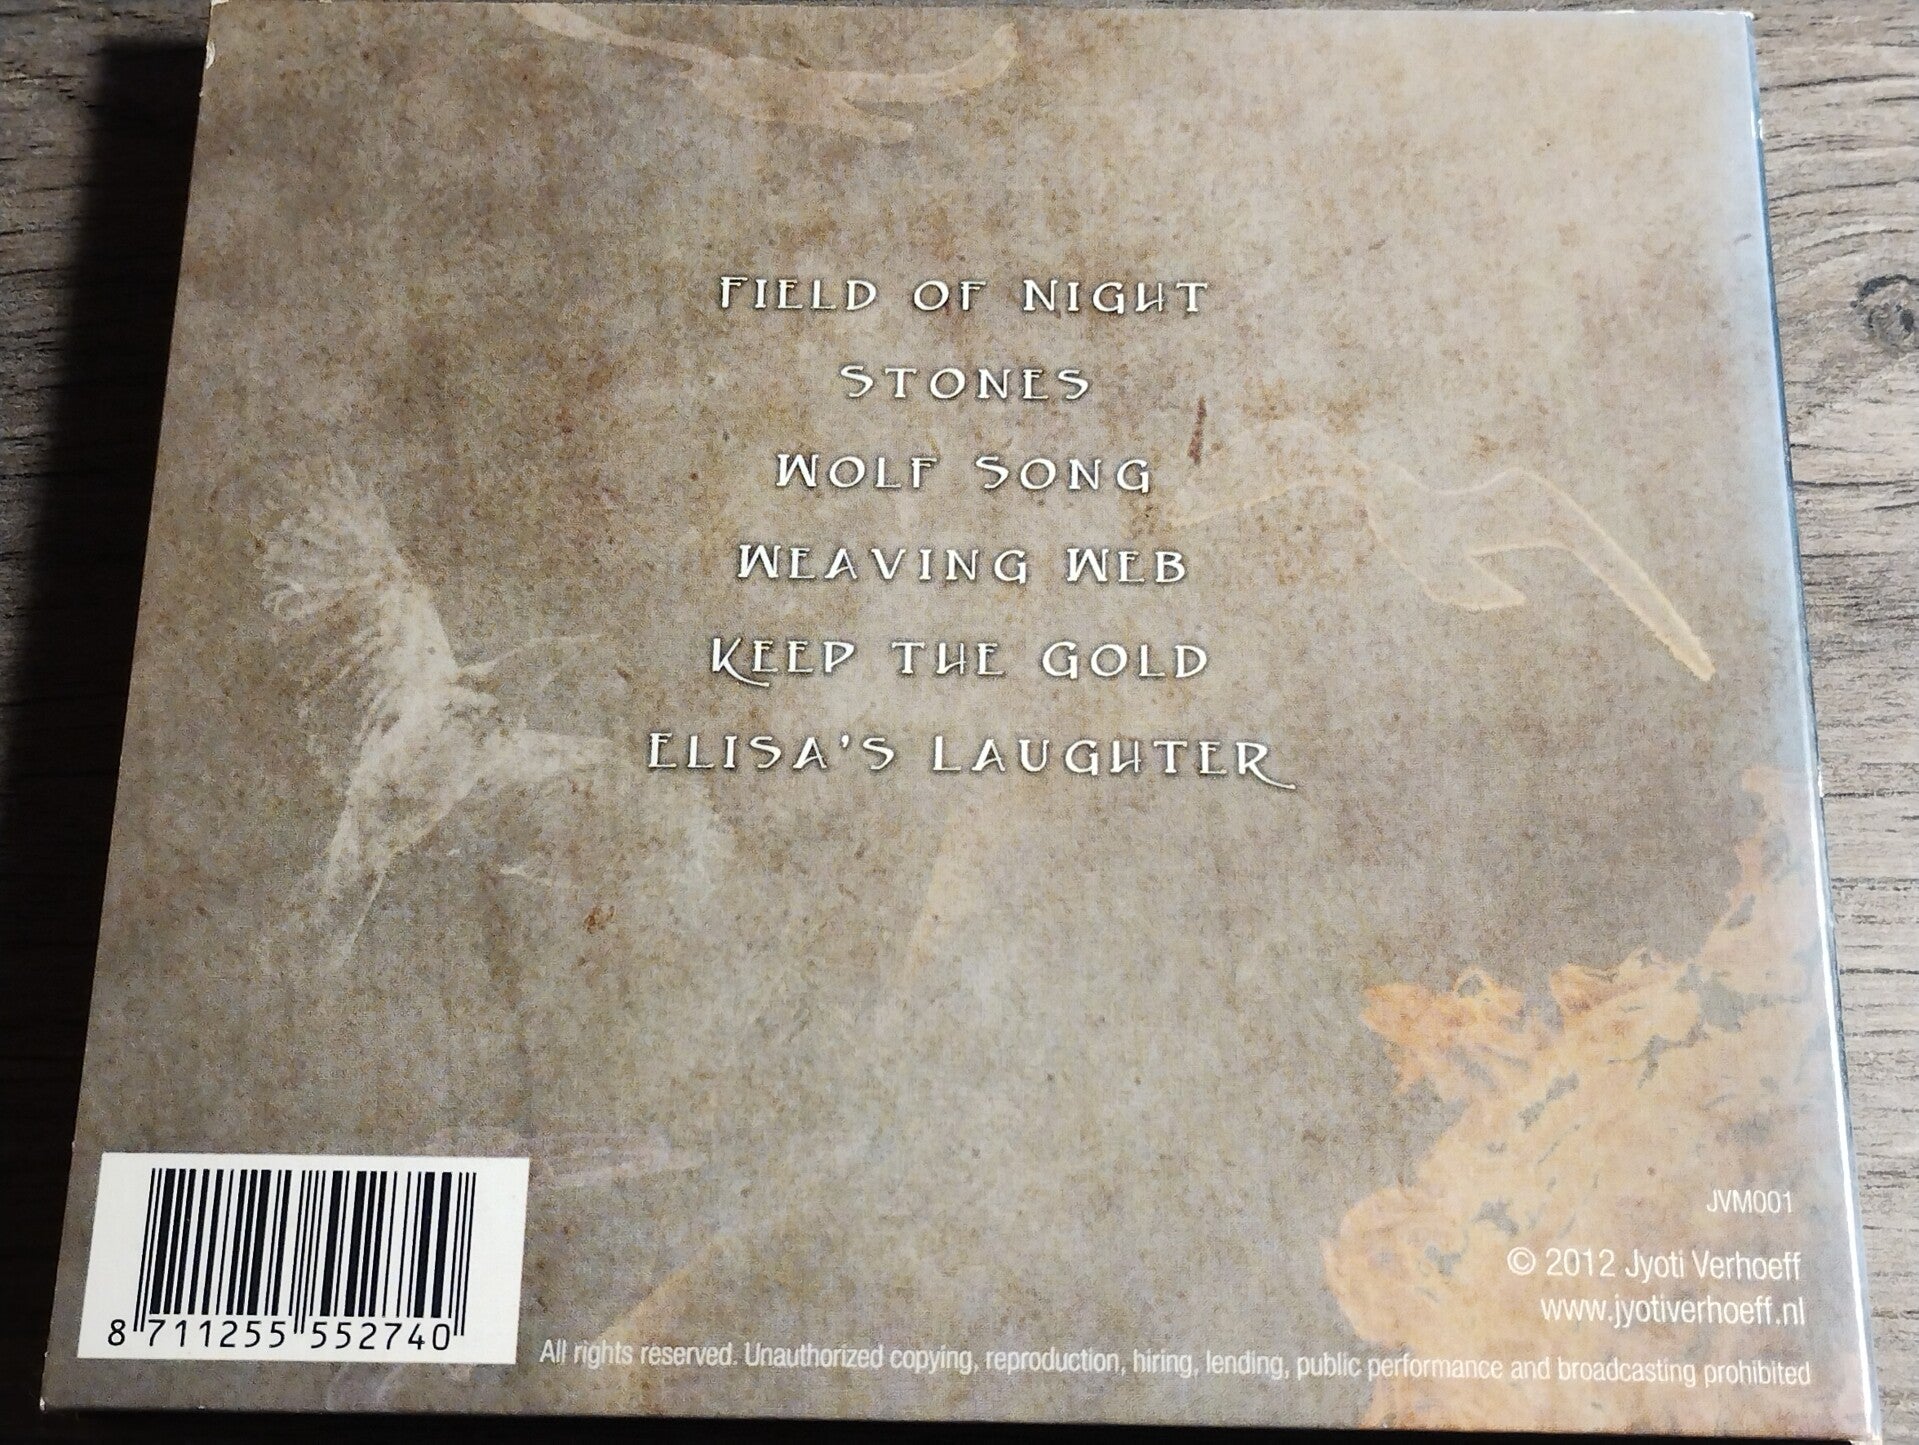 FIELD OF NIGHT
STONES
WOLF SONG
WEAVING WEB
KEEP THE GOLD
ELISA'S LAUGHTER
JVM001
© 2012 Jyoti Verhoeff
www.jyotiverhoeff.nl
8 711255 552740
All rights reserved. Unauthorized copying, reproduction, hiring, lending, public performance and broadcasting prohibited